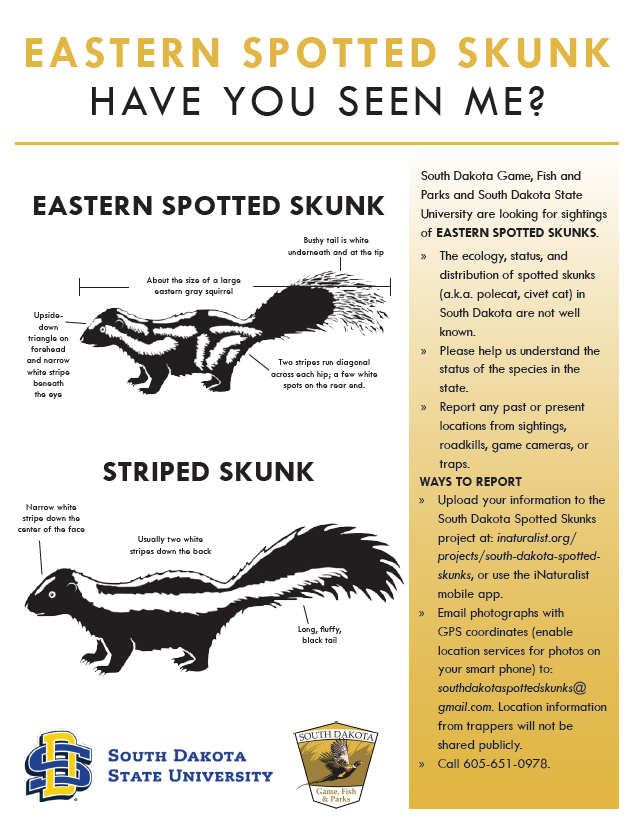 EASTERN SPOTTED SKUNK
HAVE YOU SEEN ME?
EASTERN SPOTTED SKUNK
Bushy tail is white
underneath and at the tip
About the size of a large
eastern gray squirrel
Upside-
down
triangle on
forehead
and narrow
white stripe
beneath
the eye
Two stripes run diagonal
across each hip; a few white
spots on the rear end.
STRIPED SKUNK
Narrow white
stripe down the
center of the face
Usually two white
stripes down the back
Long, fluffy,
black tail
SD
SOUTH DAKOTA
STATE UNIVERSITY
SOUTH DAKOTA
Game, Fish
& Parks
South Dakota Game, Fish and
Parks and South Dakota State
University are looking for sightings
of EASTERN SPOTTED SKUNKS.
» The ecology, status, and
distribution of spotted skunks
(a.k.a. polecat, civet cat) in
South Dakota are not well
known.
» Please help us understand the
status of the species in the
state.
» Report any past or present
locations from sightings,
roadkills, game cameras, or
traps.
WAYS TO REPORT
» Upload your information to the
South Dakota Spotted Skunks
project at: inaturalist.org/
projects/south-dakota-spotted-
skunks, or use the iNaturalist
mobile app.
» Email photographs with
GPS coordinates (enable
location services for photos on
your smart phone) to:
southdakotaspottedskunks@
gmail.com. Location information
from trappers will not be
shared publicly.
» Call 605-651-0978.